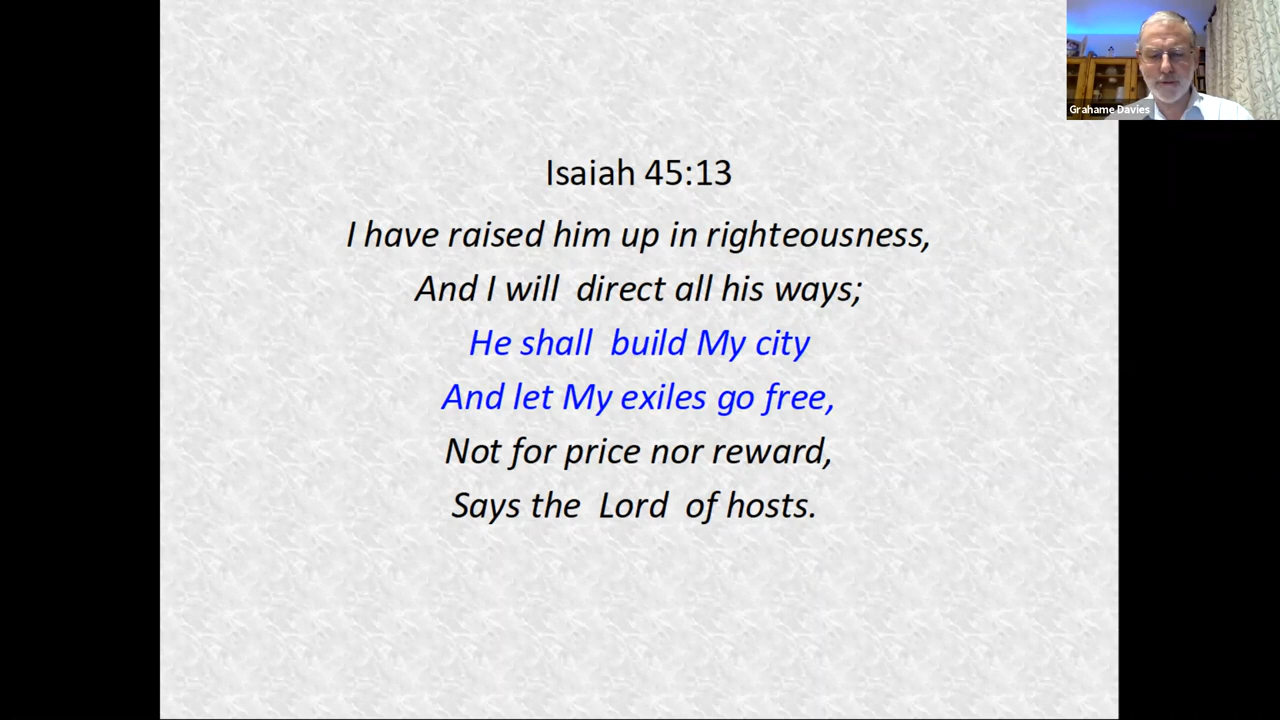 Grahame Davies
Isaiah 45:13
I have raised him up in righteousness,
And I will direct all his ways;
He shall build My city
And let My exiles go free,
Not for price nor reward,
Says the Lord of hosts.